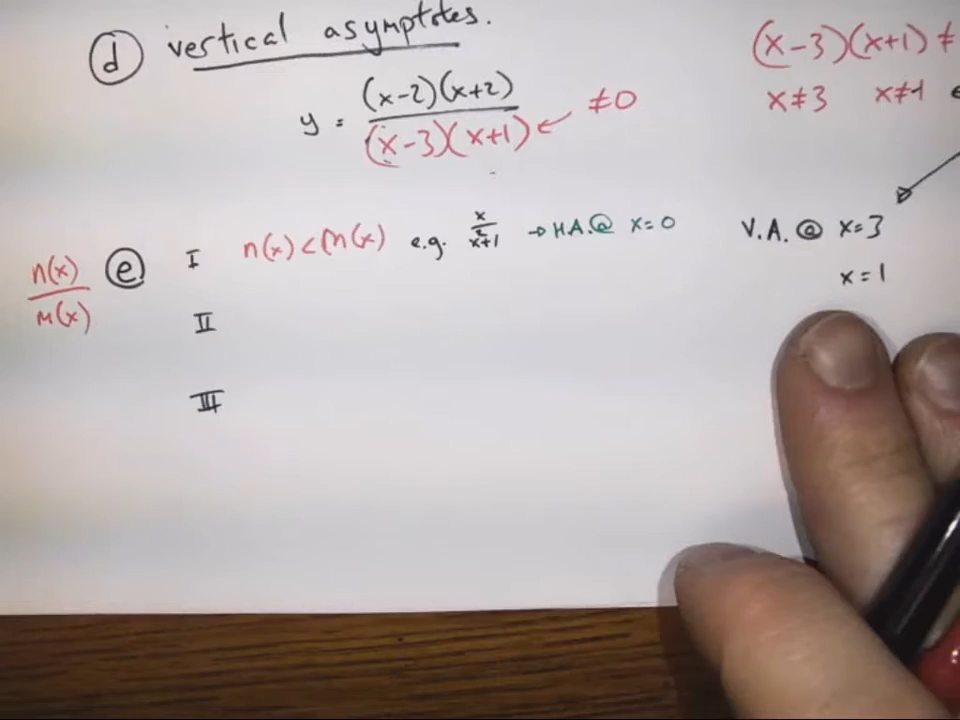 d vertical asymptotes.
y = (x-2)(x+2) / (x-3)(x+1) ← ≠0
(x-3)(x+1) ≠
x≠3 x≠-1
n(x) / m(x) e I n(x) < m(x) e.g. x / x²+1 → H.A.@ x=0
II
III
V.A. @ x=3
x=1